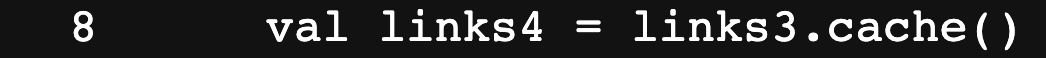 8 val links4 = links3.cache()